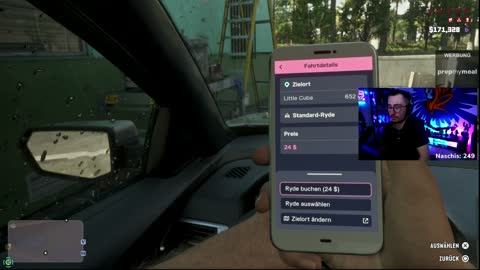 $171,328
WERBUNG
prepmymeal
Fahrtdetails
Zielort
Little Cuba 652
Standard-Ryde
Preis
24 $
Naschis: 249
Ryde buchen (24 $)
Ryde auswählen
Zielort ändern
AUSWÄHLEN
ZURÜCK